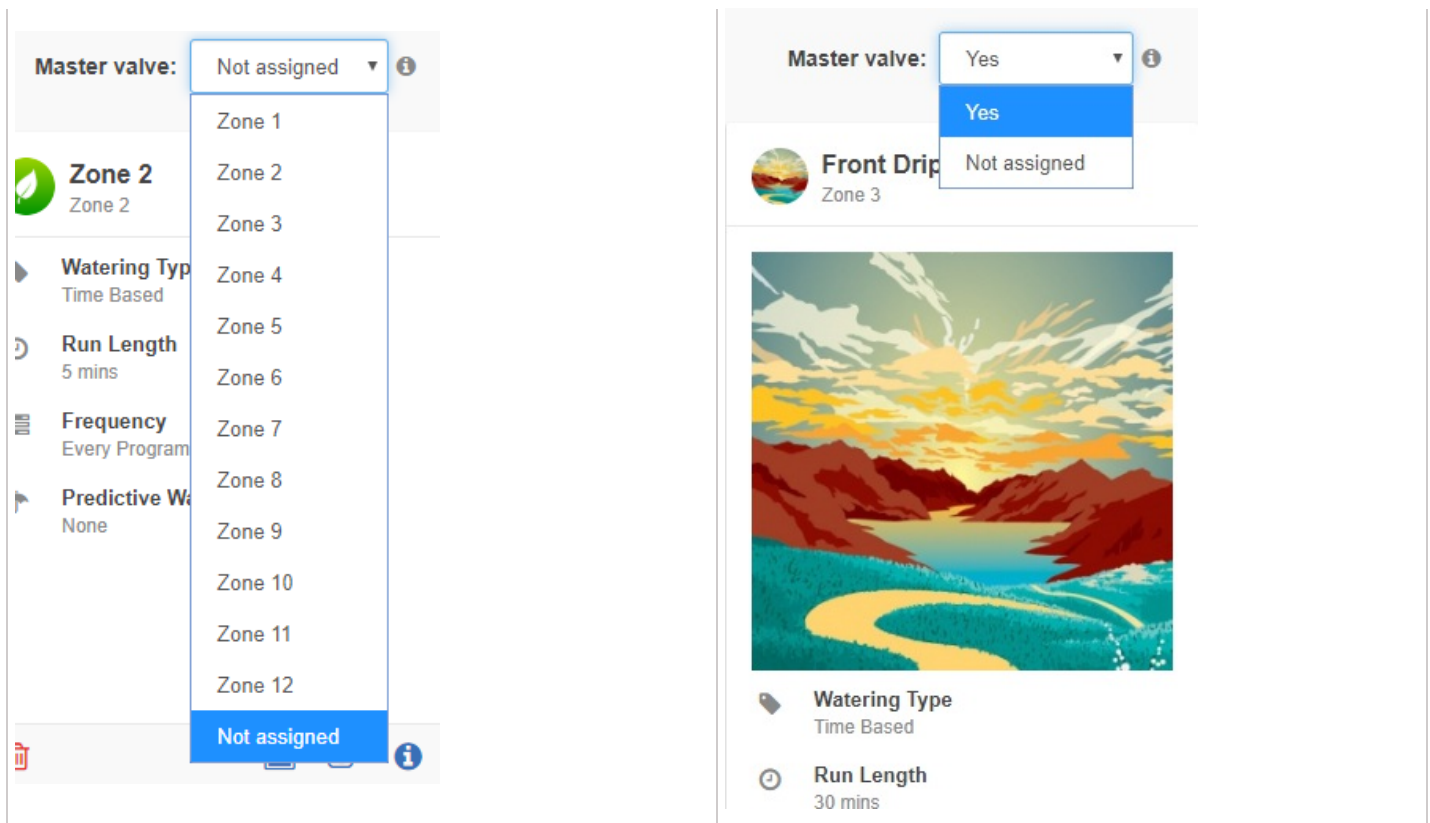 Master valve: Not assigned
Zone 1
Zone 2
Zone 3
Zone 4
Zone 5
Zone 6
Zone 7
Zone 8
Zone 9
Zone 10
Zone 11
Zone 12
Not assigned
Zone 2
Zone 2
Watering Typ
Time Based
Run Length
5 mins
Frequency
Every Program
Predictive Wa
None
Master valve: Yes
Yes
Not assigned
Front Drip
Zone 3
Watering Type
Time Based
Run Length
30 mins